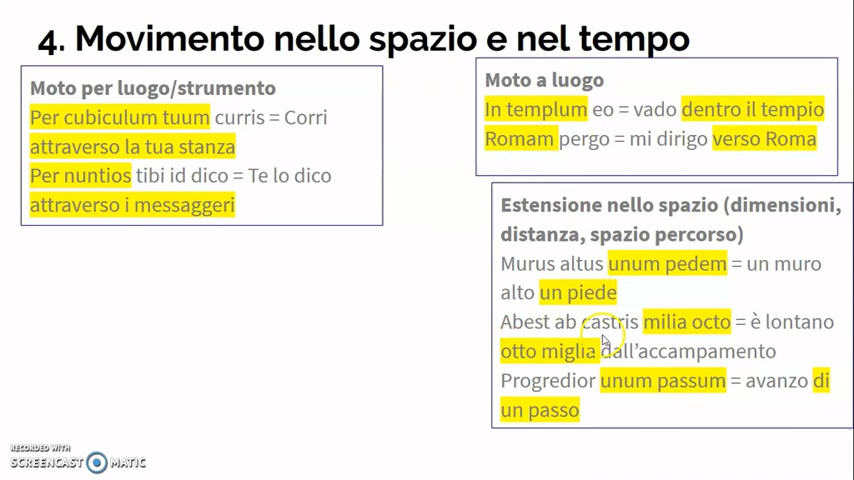 4. Movimento nello spazio e nel tempo
Moto per luogo/strumento
Per cubiculum tuum curris = Corri
attraverso la tua stanza
Per nuntios tibi id dico = Te lo dico
attraverso i messaggeri
Moto a luogo
In templum eo = vado dentro il tempio
Romam pergo = mi dirigo verso Roma
Estensione nello spazio (dimensioni,
distanza, spazio percorso)
Murus altus unum pedem = un muro
alto un piede
Abest ab castris milia octo = è lontano
otto miglia dall'accampamento
Progredior unum passum = avanzo di
un passo
RECORDED WITH
SCREENCAST MATIC